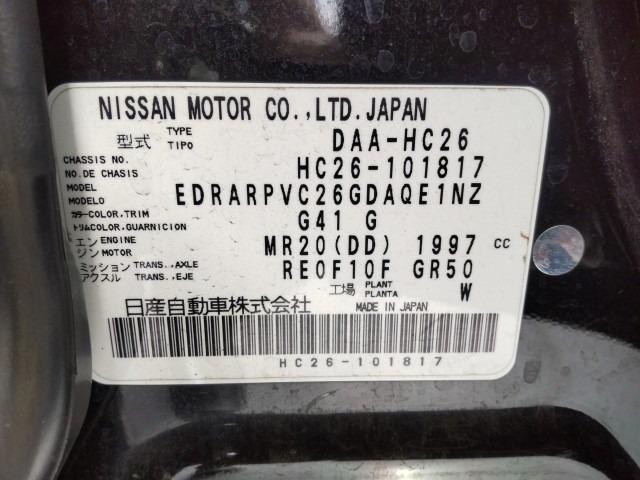 NISSAN MOTOR CO.,LTD.JAPAN
型式 TYPE TIPO DAA-HC26
CHASSIS NO.
NO.DE CHASIS HC26-101817
MODEL
MODELO EDRARPVC26GDAQE1NZ
カラー COLOR,TRIM
トリム COLOR,GUARNICION G41 G
エンジン ENGINE MOTOR MR20(DD) 1997 cc
ミッション TRANS.,AXLE
アクスル TRANS.,EJE RE0F10F GR50
工場 PLANT PLANTA W
日産自動車株式会社 MADE IN JAPAN
HC26-101817